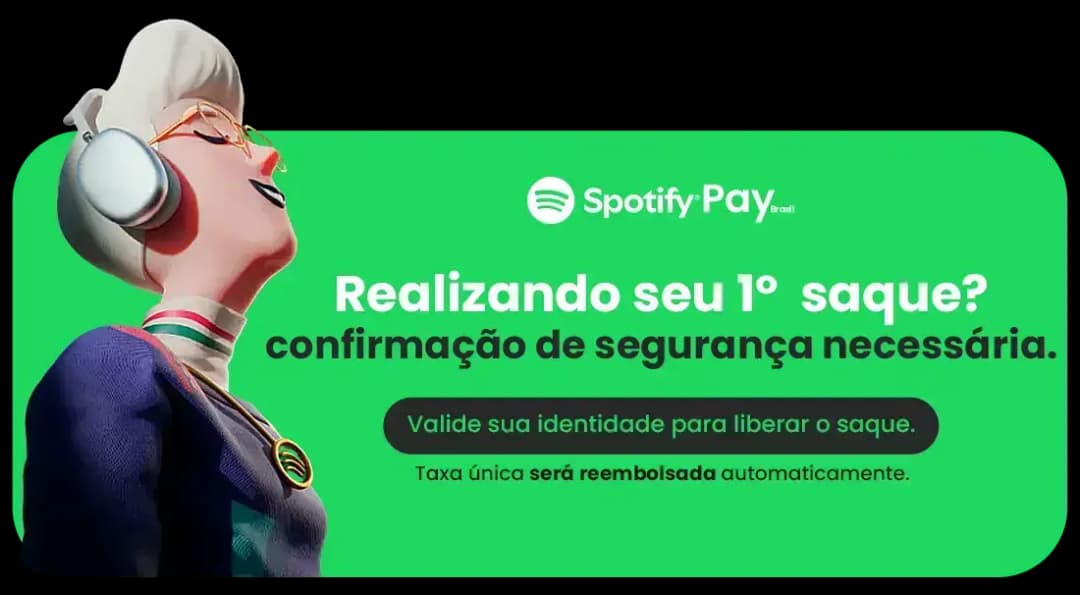 Spotify® Pay Brasil
Realizando seu 1º saque?
confirmação de segurança necessária.
Valide sua identidade para liberar o saque.
Taxa única será reembolsada automaticamente.